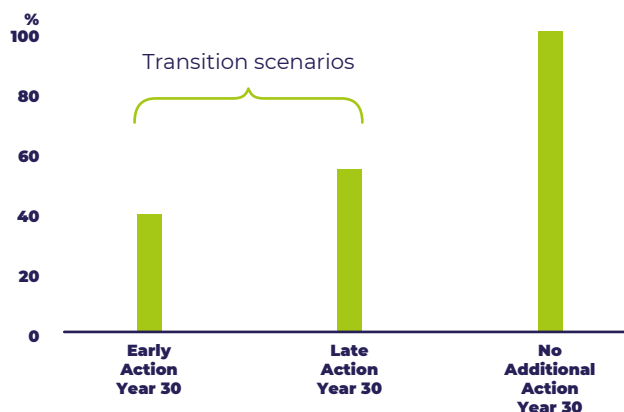 %
100
Transition scenarios
80
60
40
20
0
Early
Action
Year 30
Late
Action
Year 30
No
Additional
Action
Year 30